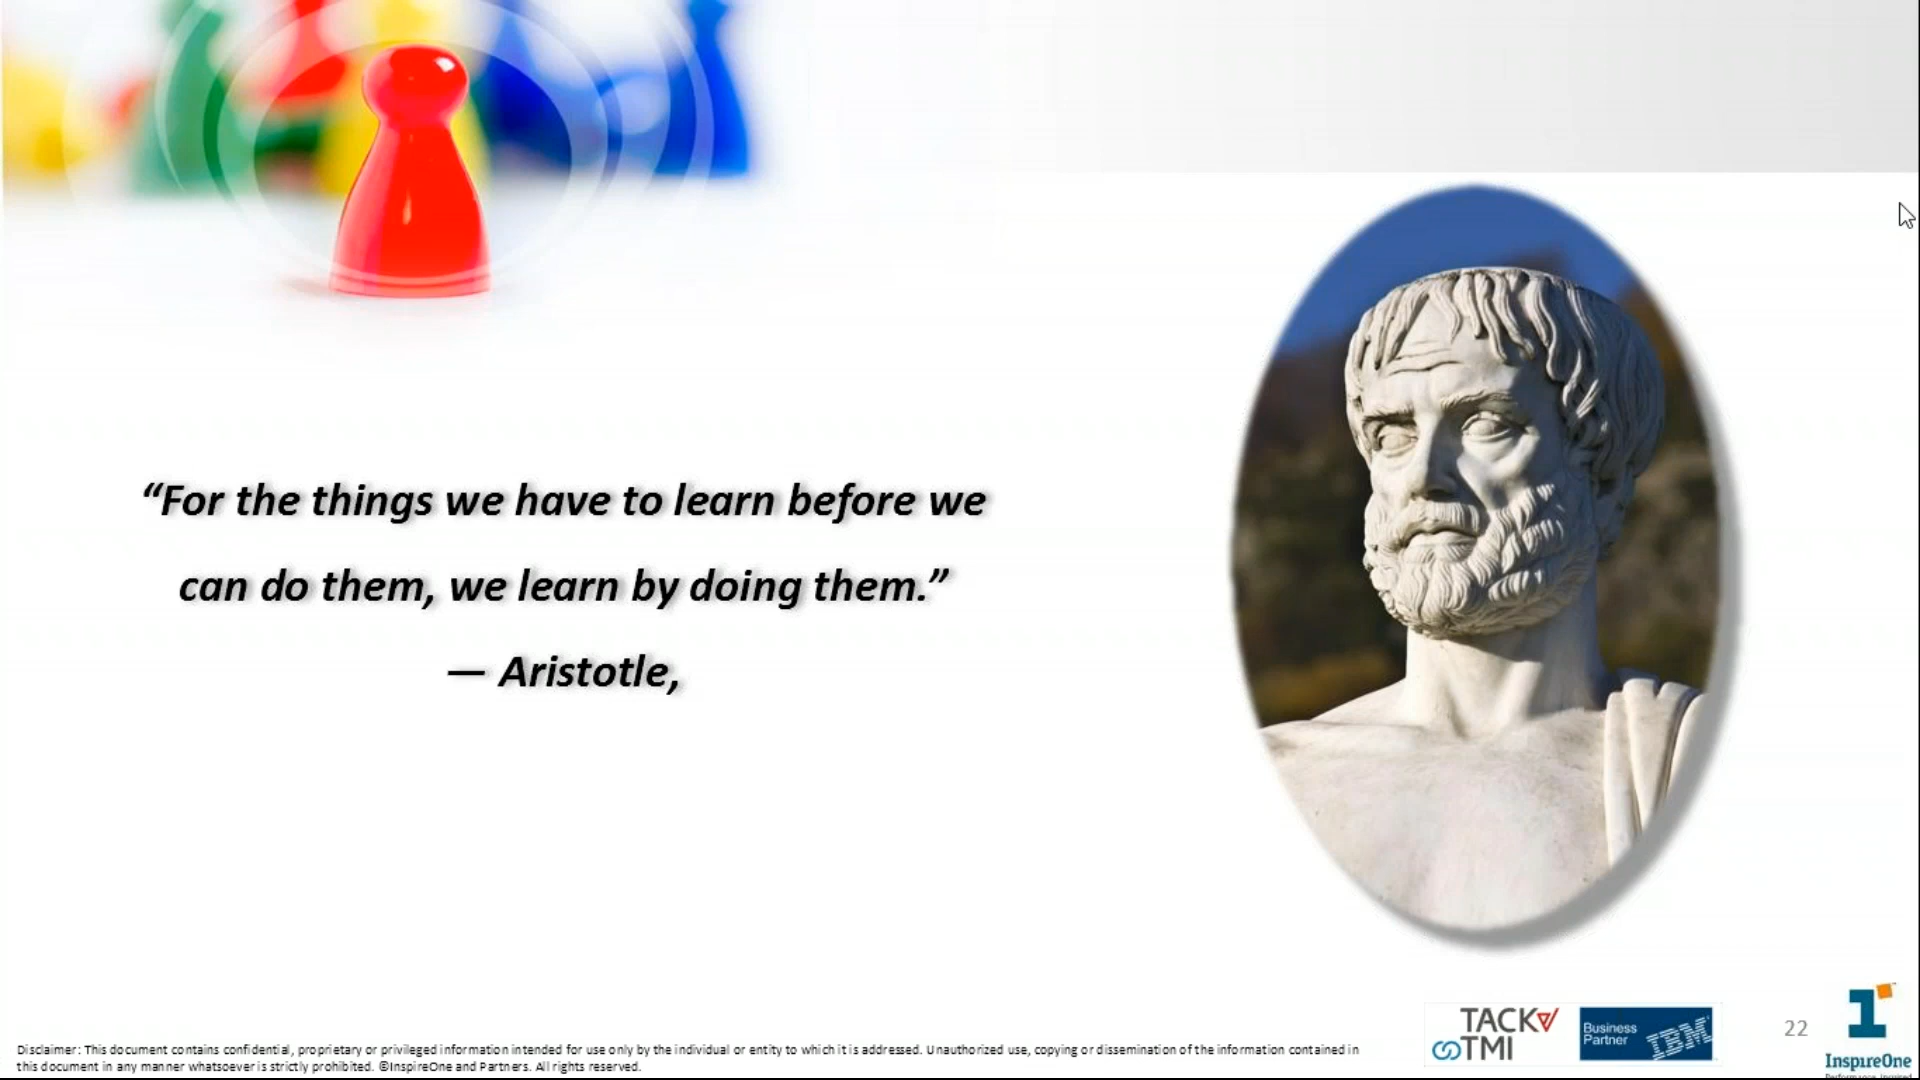 “For the things we have to learn before we
can do them, we learn by doing them.”
— Aristotle,
Disclaimer: This document contains confidential, proprietary or privileged information intended for use only by the individual or entity to which it is addressed. Unauthorized use, copying or dissemination of the information contained in
this document in any manner whatsoever is strictly prohibited. ©InspireOne and Partners. All rights reserved.
TACK
TMI
Business
Partner
IBM
22
InspireOne